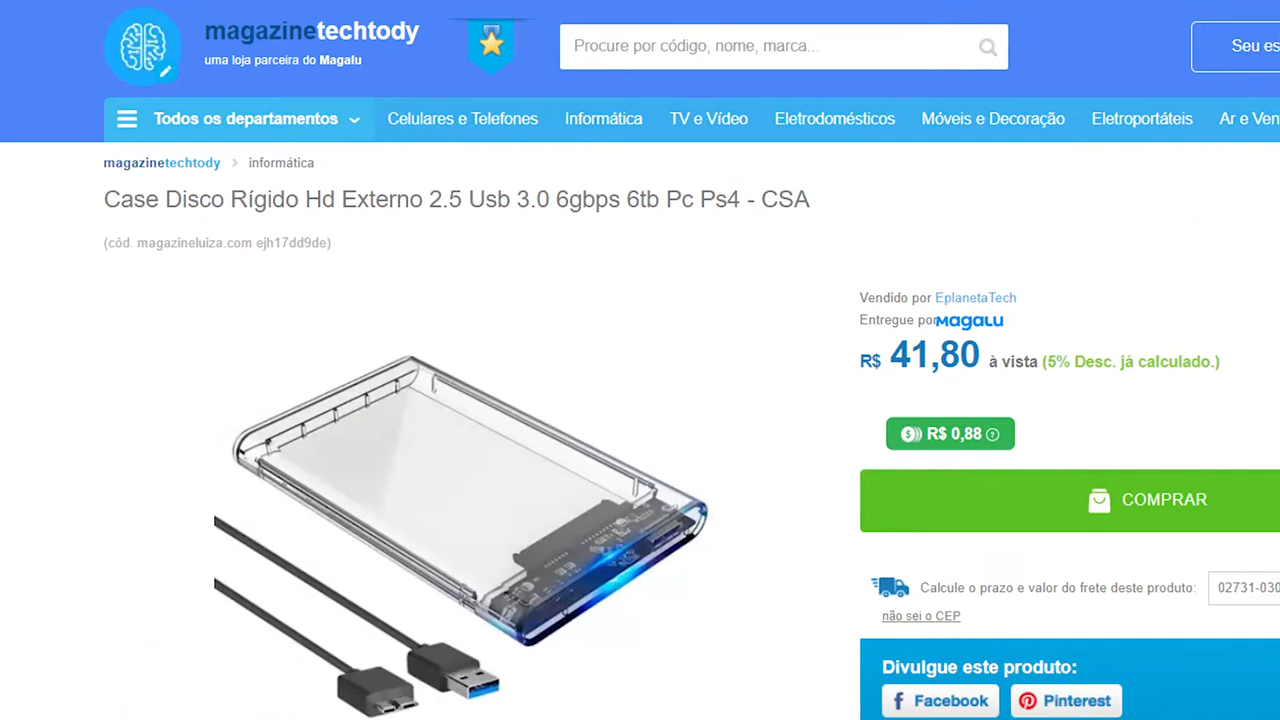 magazinetechtody
uma loja parceira do Magalu
Procure por código, nome, marca...
Seu es
Todos os departamentos
Celulares e Telefones
Informática
TV e Vídeo
Eletrodomésticos
Móveis e Decoração
Eletroportáteis
Ar e Ven
magazinetechtody
informática
Case Disco Rígido Hd Externo 2.5 Usb 3.0 6gbps 6tb Pc Ps4 - CSA
(cód. magazineluiza.com ejh17dd9de)
Vendido por EplanetaTech
Entregue por Magalu
R$ 41,80 à vista (5% Desc. já calculado.)
R$ 0,88
COMPRAR
Calcule o prazo e valor do frete deste produto:
02731-030
não sei o CEP
Divulgue este produto:
Facebook
Pinterest